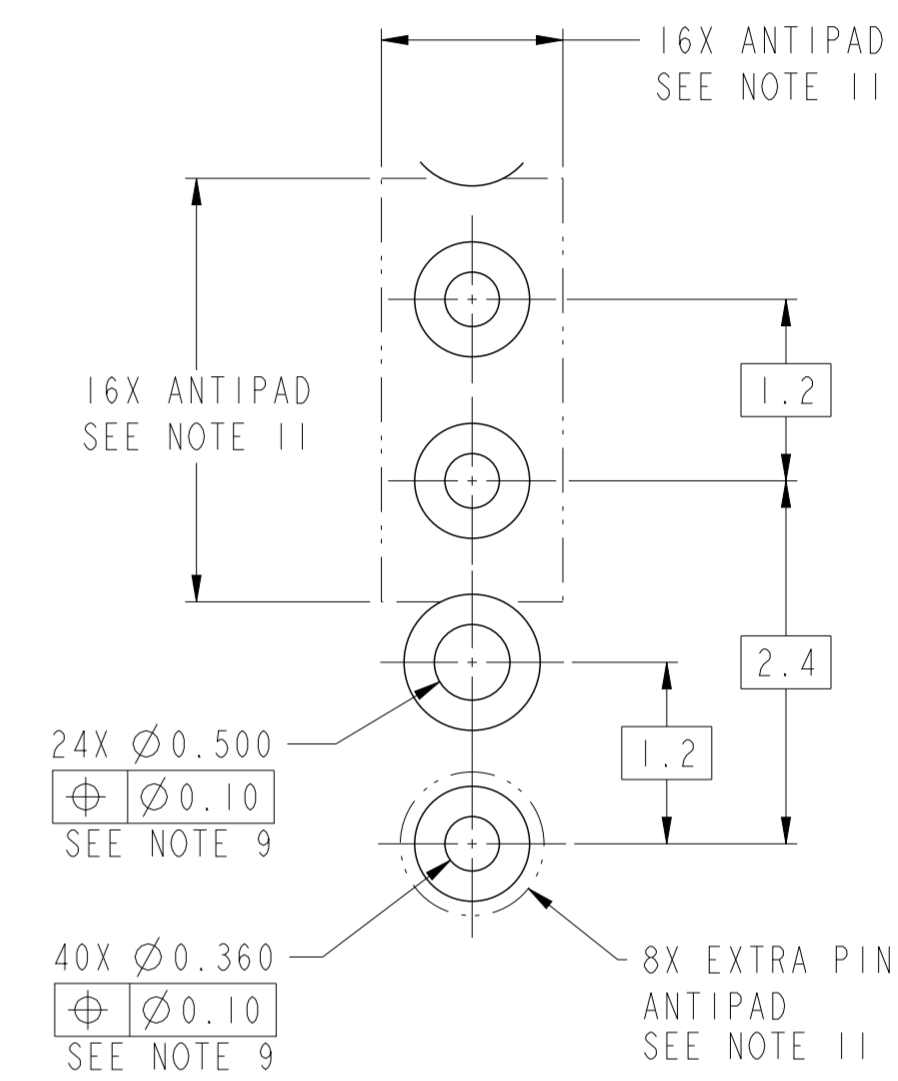 16X ANTIPAD
SEE NOTE 11
16X ANTIPAD
SEE NOTE 11
1.2
2.4
1.2
24X Ø0.500
⌖ Ø0.10
SEE NOTE 9
40X Ø0.360
⌖ Ø0.10
SEE NOTE 9
8X EXTRA PIN
ANTIPAD
SEE NOTE 11